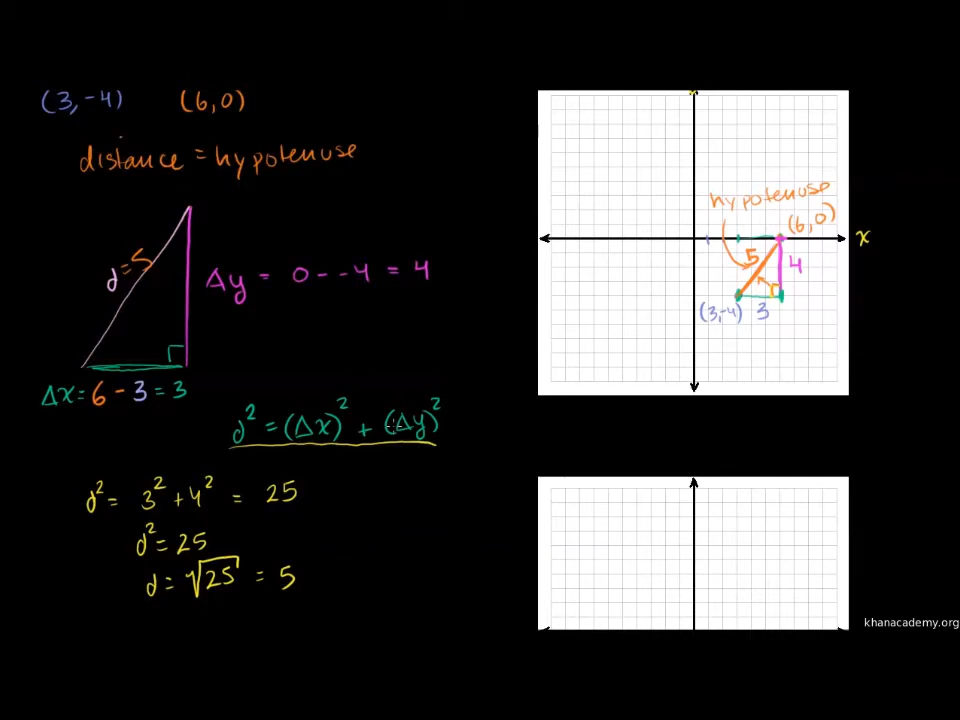 (3,-4) (6,0)
distance = hypotenuse
d = 5
Δy = 0 - -4 = 4
Δx = 6 - 3 = 3
d² = (Δx)² + (Δy)²
d² = 3² + 4² = 25
d² = 25
d = √25 = 5
hypotenuse
(6,0)
x
5
4
(3,-4) 3
khanacademy.org